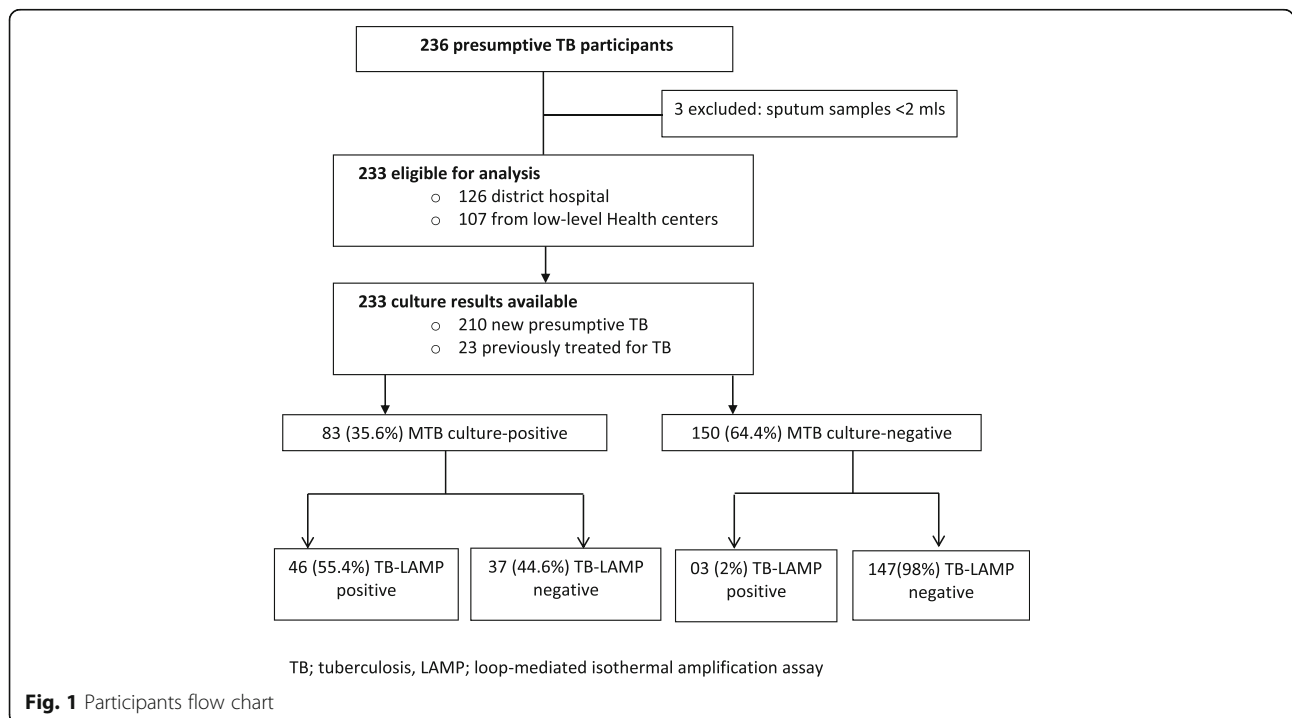 236 presumptive TB participants
3 excluded: sputum samples <2 mls
233 eligible for analysis
○ 126 district hospital
○ 107 from low-level Health centers
233 culture results available
○ 210 new presumptive TB
○ 23 previously treated for TB
83 (35.6%) MTB culture-positive
150 (64.4%) MTB culture-negative
46 (55.4%) TB-LAMP
positive
37 (44.6%) TB-LAMP
negative
03 (2%) TB-LAMP
positive
147(98%) TB-LAMP
negative
TB; tuberculosis, LAMP; loop-mediated isothermal amplification assay
Fig. 1 Participants flow chart